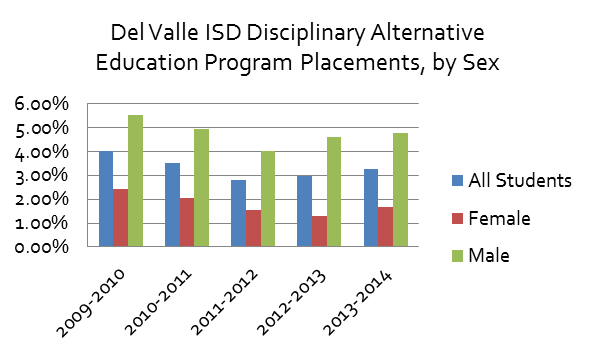 Del Valle ISD Disciplinary Alternative
Education Program Placements, by Sex
6.00%
5.00%
4.00%
3.00%
2.00%
1.00%
0.00%
2009-2010
2010-2011
2011-2012
2012-2013
2013-2014
All Students
Female
Male